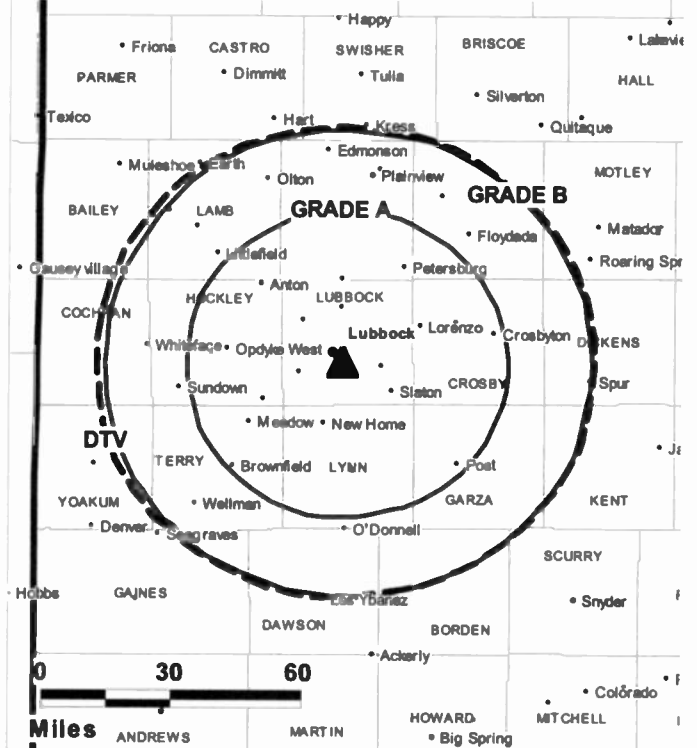 Happy
Friona
CASTRO
SWISHER
BRISCOE
Lakevie
PARMER
Dimmitt
Tulia
HALL
Silverton
Texico
Hart
Kress
Quitaque
Edmonson
Muleshoe
Earth
Olton
Plainview
MOTLEY
GRADE B
BAILEY
LAMB
GRADE A
Floydada
Matador
Littlefield
Roaring Spr
Causey village
Petersburg
Anton
HOCKLEY
LUBBOCK
COCHRAN
Lubbock
Lorenzo
Crosbyton
Whiteface
Opdyke West
DICKENS
Sundown
Slaton
CROSBY
Spur
Meadow
New Home
DTV
Ja
TERRY
Brownfield
LYNN
Post
YOAKUM
Wellman
GARZA
KENT
Denver
Seagraves
O'Donnell
SCURRY
Hobbs
GAINES
Los Ybanez
Snyder
DAWSON
BORDEN
Ackerly
0 30 60
Colorado
Miles
ANDREWS
MARTIN
HOWARD
MITCHELL
Big Spring